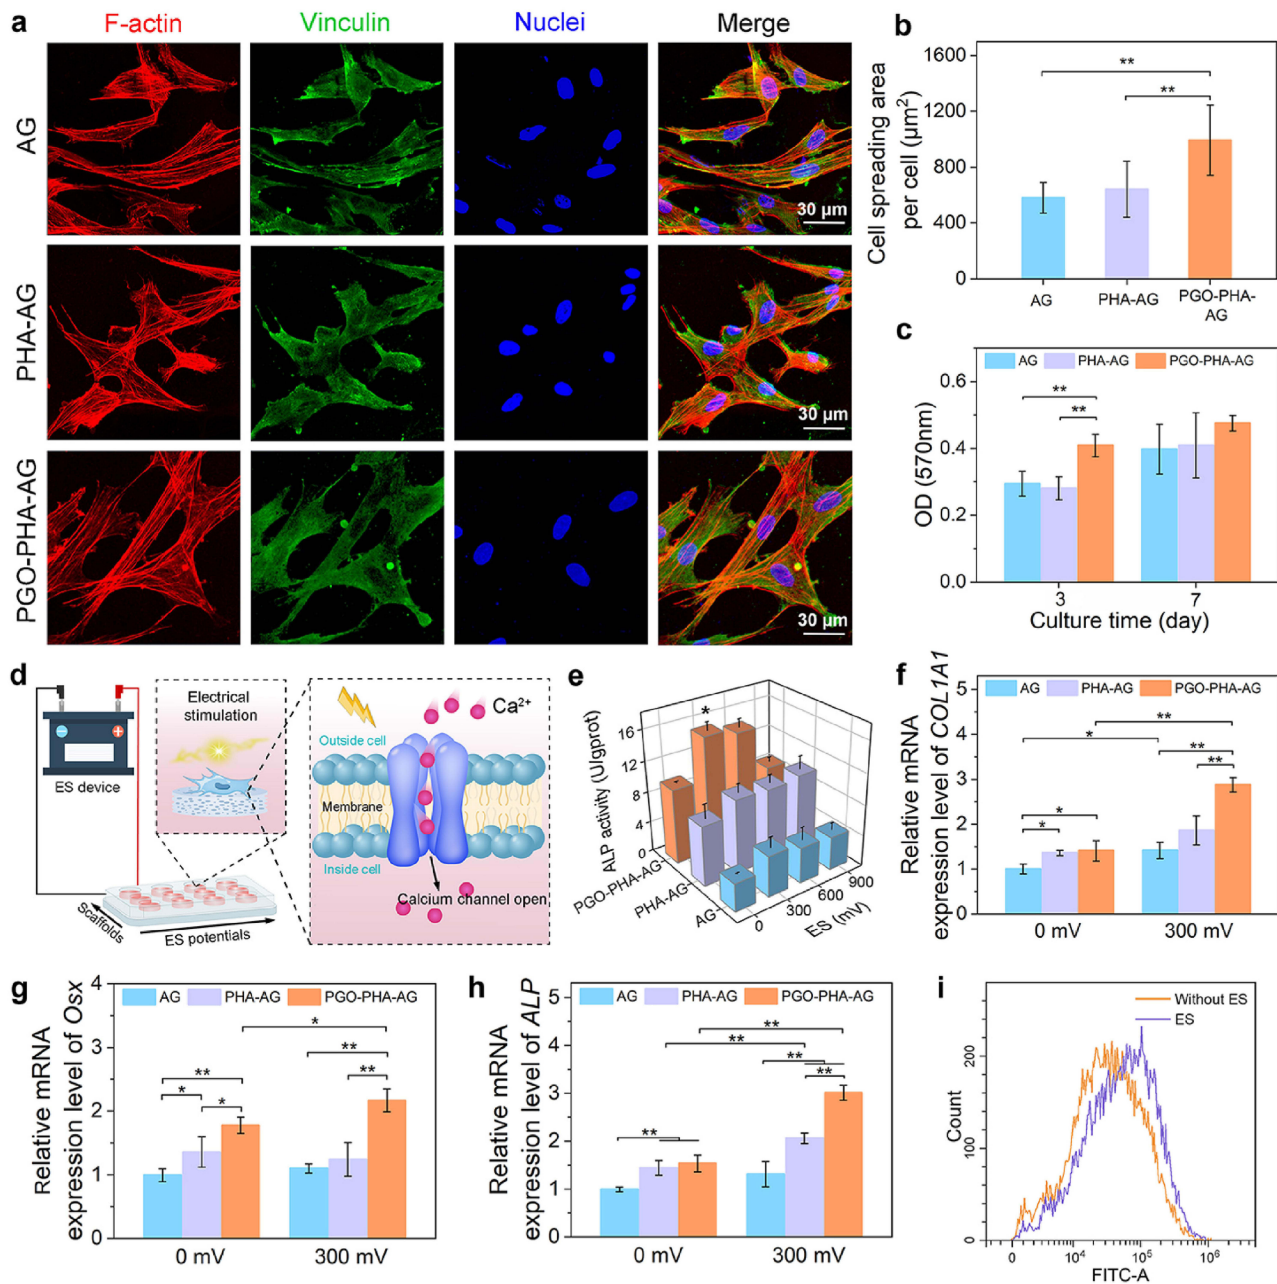 a
F-actin
Vinculin
Nuclei
Merge
AG
30 μm
PHA-AG
30 μm
PGO-PHA-AG
30 μm
b
Cell spreading area
per cell (μm²)
1600
1200
800
400
0
**
**
AG
PHA-AG
PGO-PHA-
AG
c
AG
PHA-AG
PGO-PHA-AG
OD (570nm)
0.6
0.4
0.2
0.0
**
**
3
7
Culture time (day)
d
Electrical
stimulation
ES device
Scaffolds
ES potentials
Ca²⁺
Outside cell
Membrane
Inside cell
Calcium channel open
e
ALP activity (U/gprot)
16
12
8
4
0
*
PGO-PHA-AG
PHA-AG
AG
0
300
600
900
ES (mV)
f
AG
PHA-AG
PGO-PHA-AG
Relative mRNA
expression level of COL1A1
5
4
3
2
1
0
**
*
**
**
*
*
0 mV
300 mV
g
AG
PHA-AG
PGO-PHA-AG
Relative mRNA
expression level of Osx
4
3
2
1
0
*
**
**
**
*
*
0 mV
300 mV
h
AG
PHA-AG
PGO-PHA-AG
Relative mRNA
expression level of ALP
5
4
3
2
1
0
**
**
**
**
**
0 mV
300 mV
i
Without ES
ES
Count
200
100
0
0
10⁴
10⁵
10⁶
FITC-A